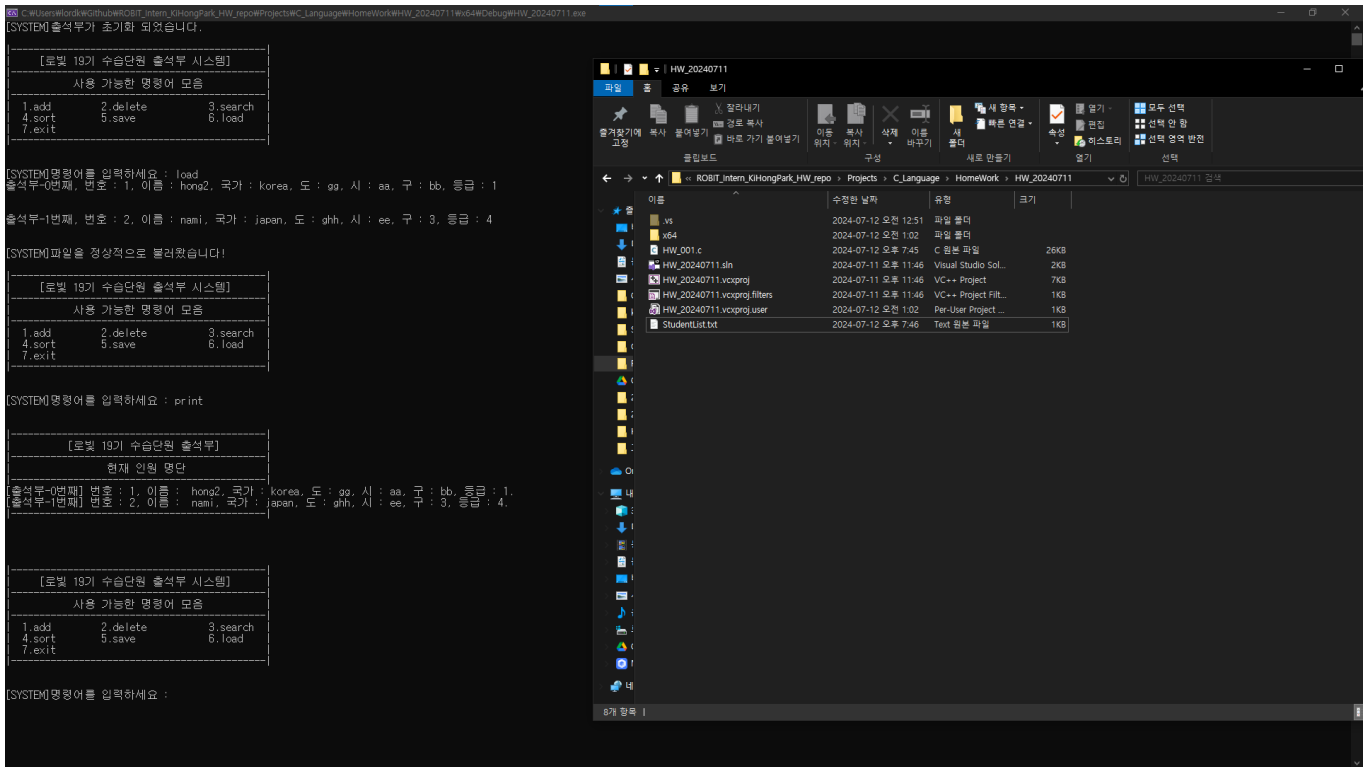 C:\Users\lordk\Github\ROBIT_Intern_KiHongPark_HW_repo\Projects\C_Language\HomeWork\HW_20240711\x64\Debug\HW_20240711.exe
[SYSTEM]출석부가 초기화 되었습니다.
[로빛 19기 수습단원 출석부 시스템]
사용 가능한 명령어 모음
1.add 2.delete 3.search
4.sort 5.save 6.load
7.exit
[SYSTEM]명령어를 입력하세요 : load
출석부-0번째, 번호 : 1, 이름 : hong2, 국가 : korea, 도 : gg, 시 : aa, 구 : bb, 등급 : 1
출석부-1번째, 번호 : 2, 이름 : nami, 국가 : japan, 도 : ghh, 시 : ee, 구 : 3, 등급 : 4
[SYSTEM]파일을 정상적으로 불러왔습니다!
[로빛 19기 수습단원 출석부 시스템]
사용 가능한 명령어 모음
1.add 2.delete 3.search
4.sort 5.save 6.load
7.exit
[SYSTEM]명령어를 입력하세요 : print
[로빛 19기 수습단원 출석부]
현재 인원 명단
[출석부-0번째] 번호 : 1, 이름 : hong2, 국가 : korea, 도 : gg, 시 : aa, 구 : bb, 등급 : 1.
[출석부-1번째] 번호 : 2, 이름 : nami, 국가 : japan, 도 : ghh, 시 : ee, 구 : 3, 등급 : 4.
[로빛 19기 수습단원 출석부 시스템]
사용 가능한 명령어 모음
1.add 2.delete 3.search
4.sort 5.save 6.load
7.exit
[SYSTEM]명령어를 입력하세요 :
HW_20240711
파일 홈 공유 보기
즐겨찾기에 고정 복사 붙여넣기 잘라내기 경로 복사 바로 가기 붙여넣기
이동 위치 복사 위치 삭제 이름 바꾸기
새 폴더 새 항목 빠른 연결
속성 열기 편집 히스토리
모두 선택 선택 안 함 선택 영역 반전
클립보드 구성 새로 만들기 열기 선택
« ROBIT_Intern_KiHongPark_HW_repo › Projects › C_Language › HomeWork › HW_20240711 HW_20240711 검색
이름 수정한 날짜 유형 크기
.vs 2024-07-12 오전 12:51 파일 폴더
x64 2024-07-12 오전 1:02 파일 폴더
HW_001.c 2024-07-12 오후 7:45 C 원본 파일 26KB
HW_20240711.sln 2024-07-11 오후 11:46 Visual Studio Sol... 2KB
HW_20240711.vcxproj 2024-07-11 오후 11:46 VC++ Project 7KB
HW_20240711.vcxproj.filters 2024-07-11 오후 11:46 VC++ Project Filt... 1KB
HW_20240711.vcxproj.user 2024-07-12 오전 1:02 Per-User Project ... 1KB
StudentList.txt 2024-07-12 오후 7:46 Text 원본 파일 1KB
8개 항목